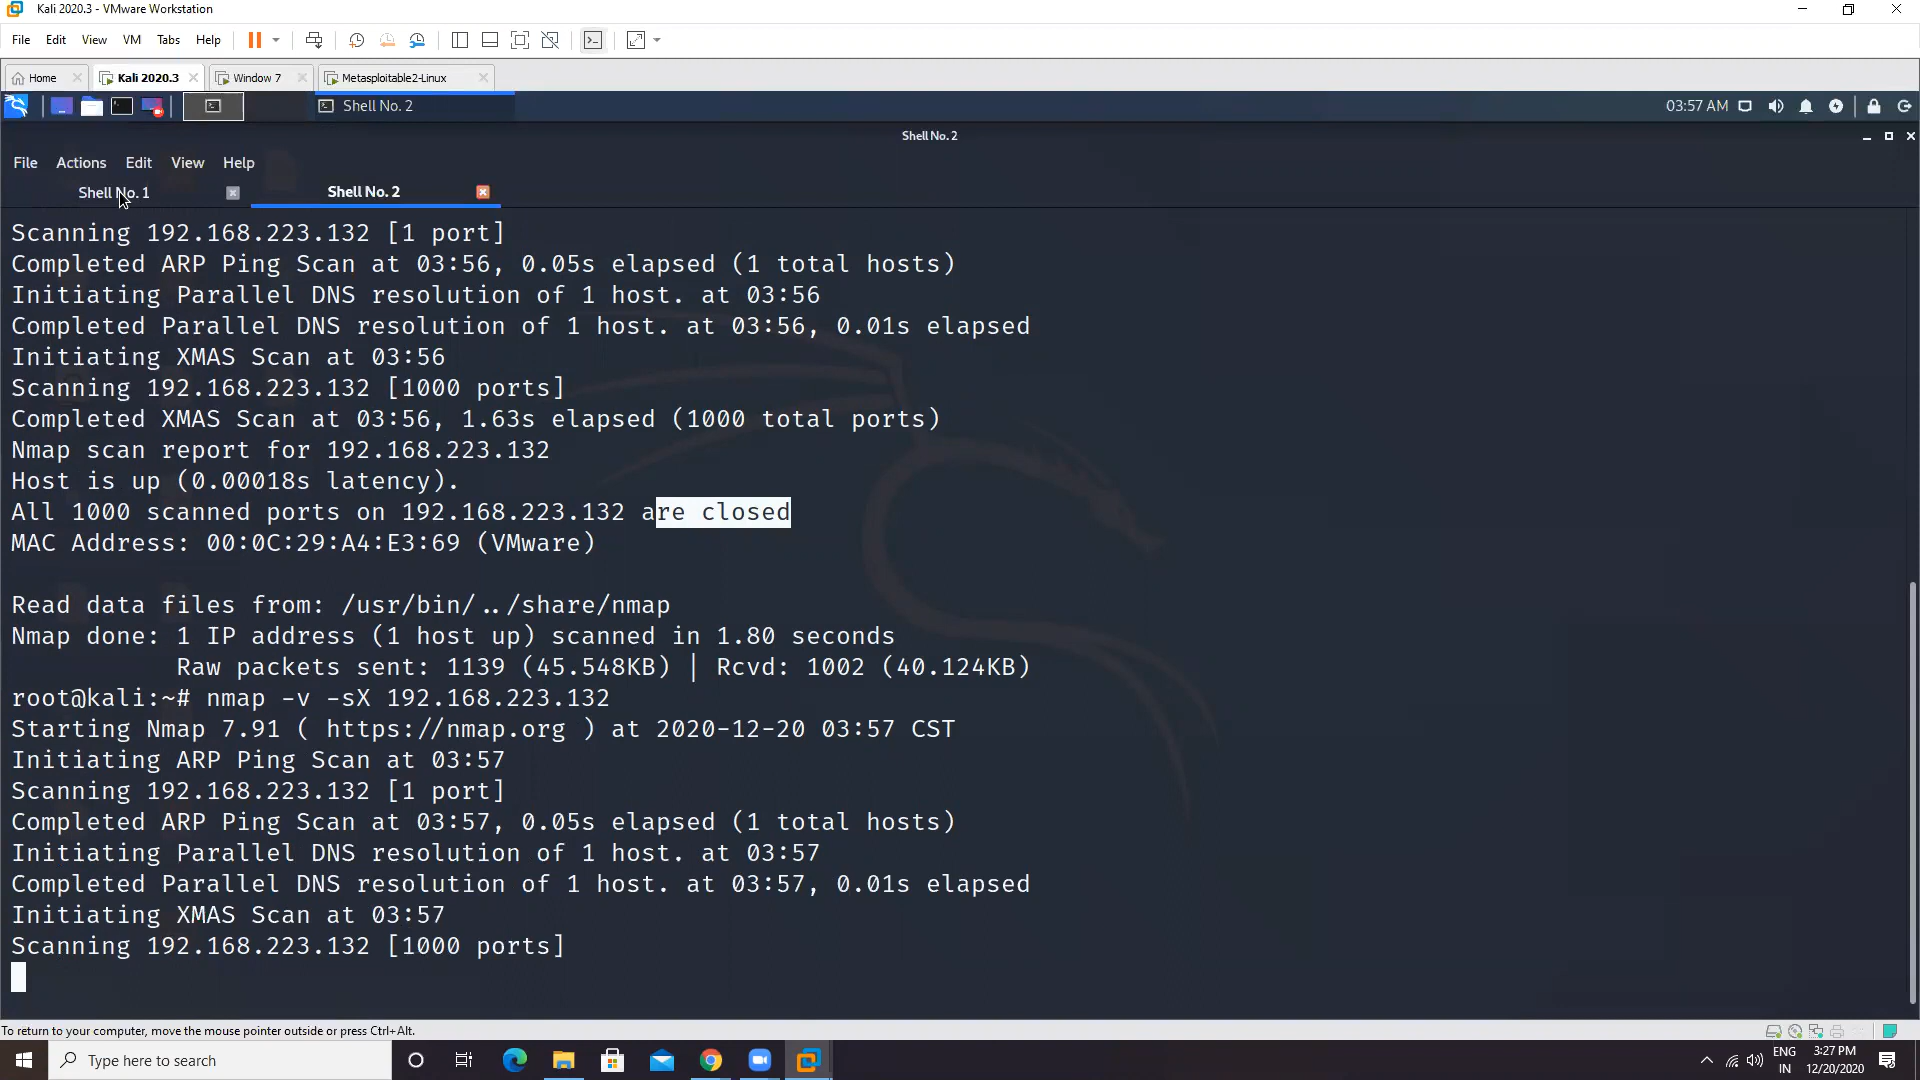 Kali 2020.3 - VMware Workstation
File Edit View VM Tabs Help
Home Kali 2020.3 Window 7 Metasploitable2-Linux
Shell No. 2 03:57 AM
Shell No. 2
File Actions Edit View Help
Shell No. 1 Shell No. 2
Scanning 192.168.223.132 [1 port]
Completed ARP Ping Scan at 03:56, 0.05s elapsed (1 total hosts)
Initiating Parallel DNS resolution of 1 host. at 03:56
Completed Parallel DNS resolution of 1 host. at 03:56, 0.01s elapsed
Initiating XMAS Scan at 03:56
Scanning 192.168.223.132 [1000 ports]
Completed XMAS Scan at 03:56, 1.63s elapsed (1000 total ports)
Nmap scan report for 192.168.223.132
Host is up (0.00018s latency).
All 1000 scanned ports on 192.168.223.132 are closed
MAC Address: 00:0C:29:A4:E3:69 (VMware)
Read data files from: /usr/bin/../share/nmap
Nmap done: 1 IP address (1 host up) scanned in 1.80 seconds
Raw packets sent: 1139 (45.548KB) | Rcvd: 1002 (40.124KB)
root@kali:~# nmap -v -sX 192.168.223.132
Starting Nmap 7.91 ( https://nmap.org ) at 2020-12-20 03:57 CST
Initiating ARP Ping Scan at 03:57
Scanning 192.168.223.132 [1 port]
Completed ARP Ping Scan at 03:57, 0.05s elapsed (1 total hosts)
Initiating Parallel DNS resolution of 1 host. at 03:57
Completed Parallel DNS resolution of 1 host. at 03:57, 0.01s elapsed
Initiating XMAS Scan at 03:57
Scanning 192.168.223.132 [1000 ports]
To return to your computer, move the mouse pointer outside or press Ctrl+Alt.
Type here to search
ENG 3:27 PM
IN 12/20/2020